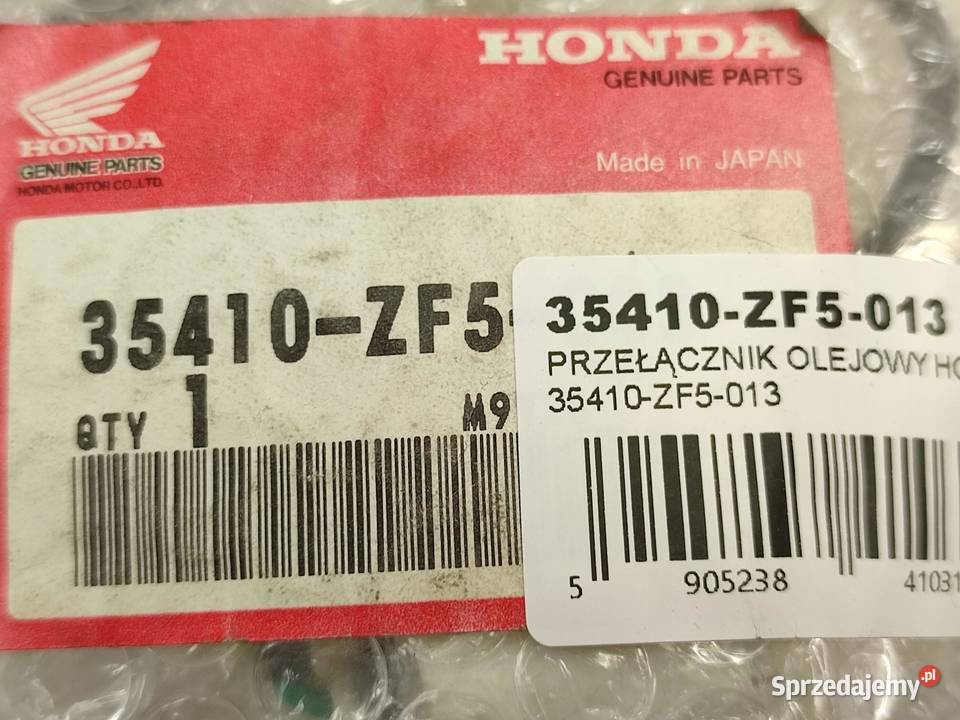 HONDA
GENUINE PARTS
HONDA MOTOR CO.,LTD.
HONDA
GENUINE PARTS
Made in JAPAN
35410-ZF5
QTY 1 M9
35410-ZF5-013
PRZEŁĄCZNIK OLEJOWY HO
35410-ZF5-013
5 905238 41031
Sprzedajemy.pl